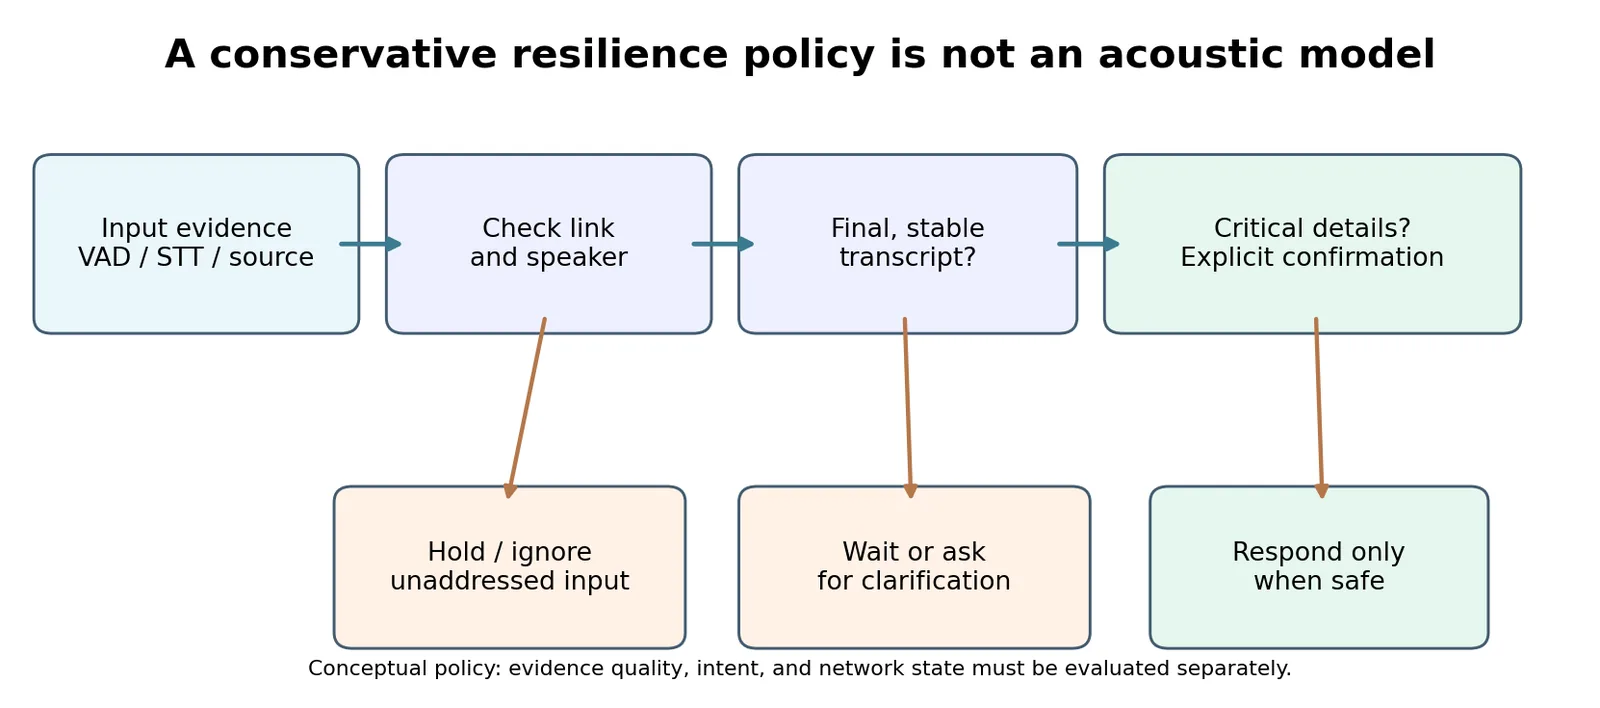 A conservative resilience policy is not an acoustic model
Input evidence
VAD / STT / source
Check link
and speaker
Final, stable
transcript?
Critical details?
Explicit confirmation
Hold / ignore
unaddressed input
Wait or ask
for clarification
Respond only
when safe
Conceptual policy: evidence quality, intent, and network state must be evaluated separately.